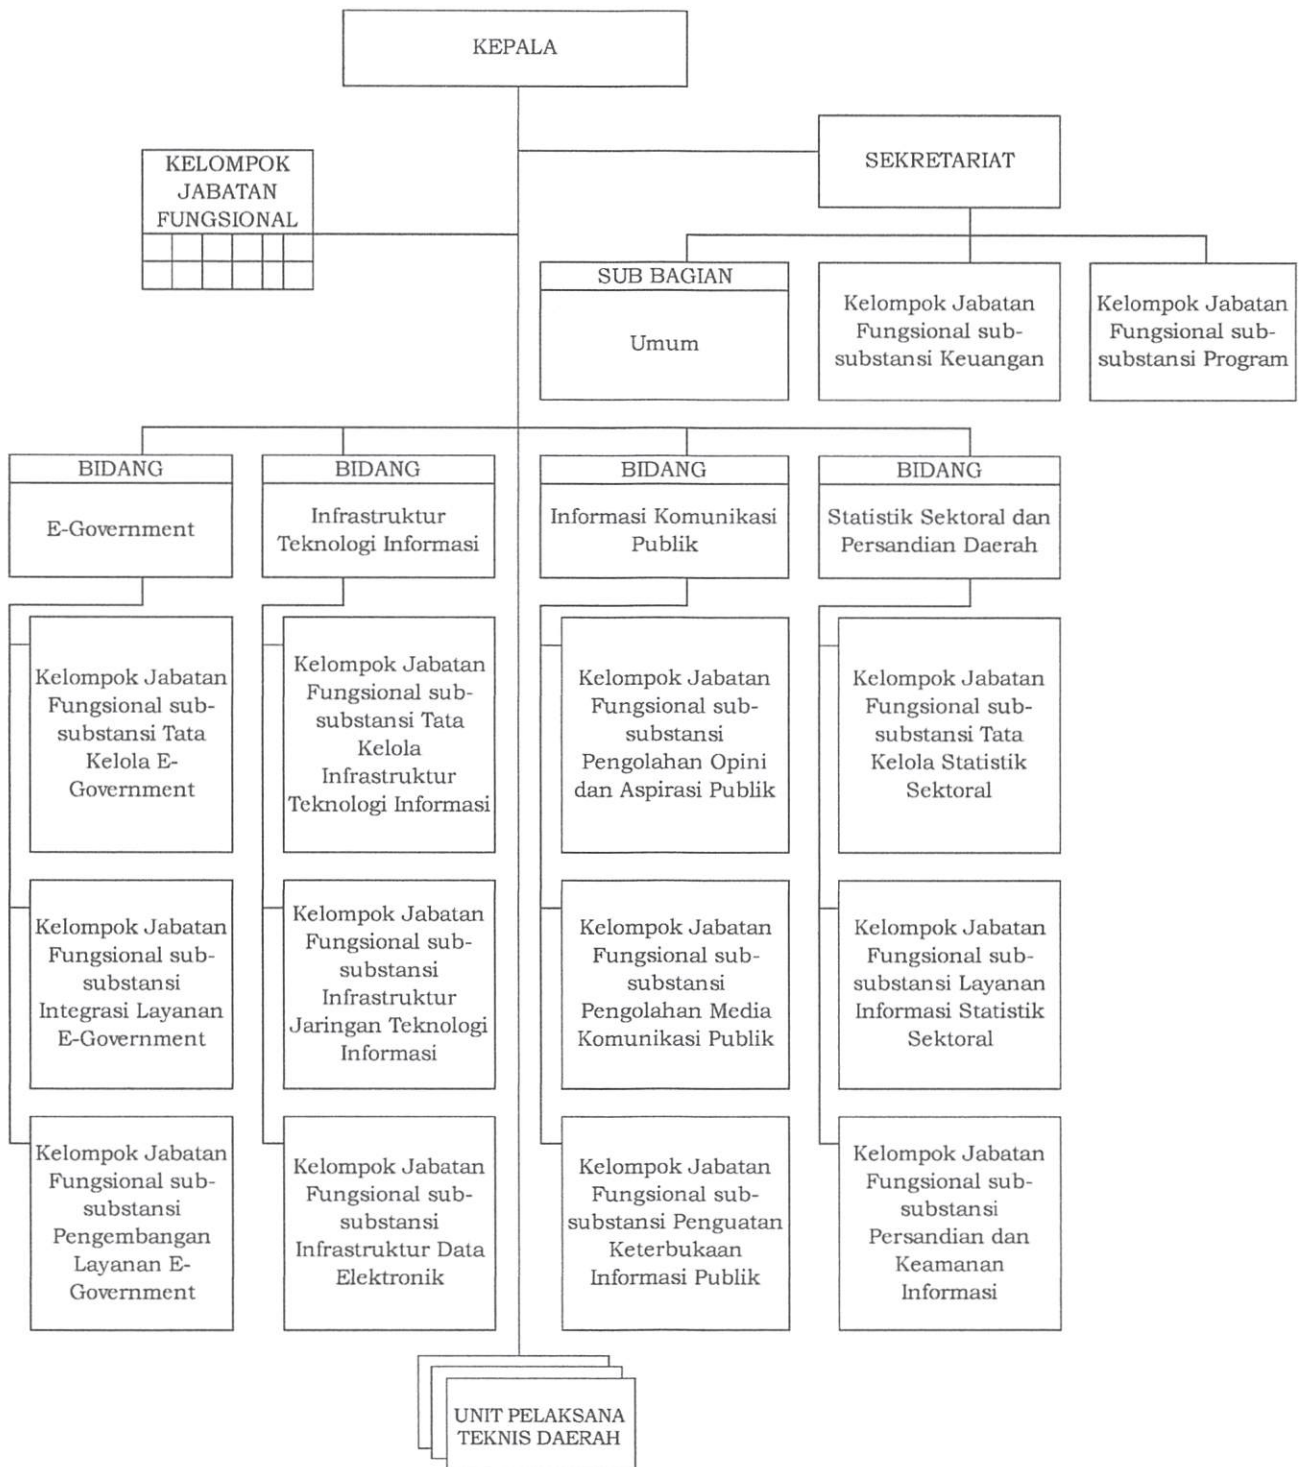 KEPALA
KELOMPOK
JABATAN
FUNGSIONAL
SEKRETARIAT
SUB BAGIAN
Umum
Kelompok Jabatan
Fungsional sub-
substansi Keuangan
Kelompok Jabatan
Fungsional sub-
substansi Program
BIDANG
E-Government
BIDANG
Infrastruktur
Teknologi Informasi
BIDANG
Informasi Komunikasi
Publik
BIDANG
Statistik Sektoral dan
Persandian Daerah
Kelompok Jabatan
Fungsional sub-
substansi Tata
Kelola E-
Government
Kelompok Jabatan
Fungsional sub-
substansi Tata
Kelola
Infrastruktur
Teknologi Informasi
Kelompok Jabatan
Fungsional sub-
substansi
Pengolahan Opini
dan Aspirasi Publik
Kelompok Jabatan
Fungsional sub-
substansi Tata
Kelola Statistik
Sektoral
Kelompok Jabatan
Fungsional sub-
substansi
Integrasi Layanan
E-Government
Kelompok Jabatan
Fungsional sub-
substansi
Infrastruktur
Jaringan Teknologi
Informasi
Kelompok Jabatan
Fungsional sub-
substansi
Pengolahan Media
Komunikasi Publik
Kelompok Jabatan
Fungsional sub-
substansi Layanan
Informasi Statistik
Sektoral
Kelompok Jabatan
Fungsional sub-
substansi
Pengembangan
Layanan E-
Government
Kelompok Jabatan
Fungsional sub-
substansi
Infrastruktur Data
Elektronik
Kelompok Jabatan
Fungsional sub-
substansi Penguatan
Keterbukaan
Informasi Publik
Kelompok Jabatan
Fungsional sub-
substansi
Persandian dan
Keamanan
Informasi
UNIT PELAKSANA
TEKNIS DAERAH